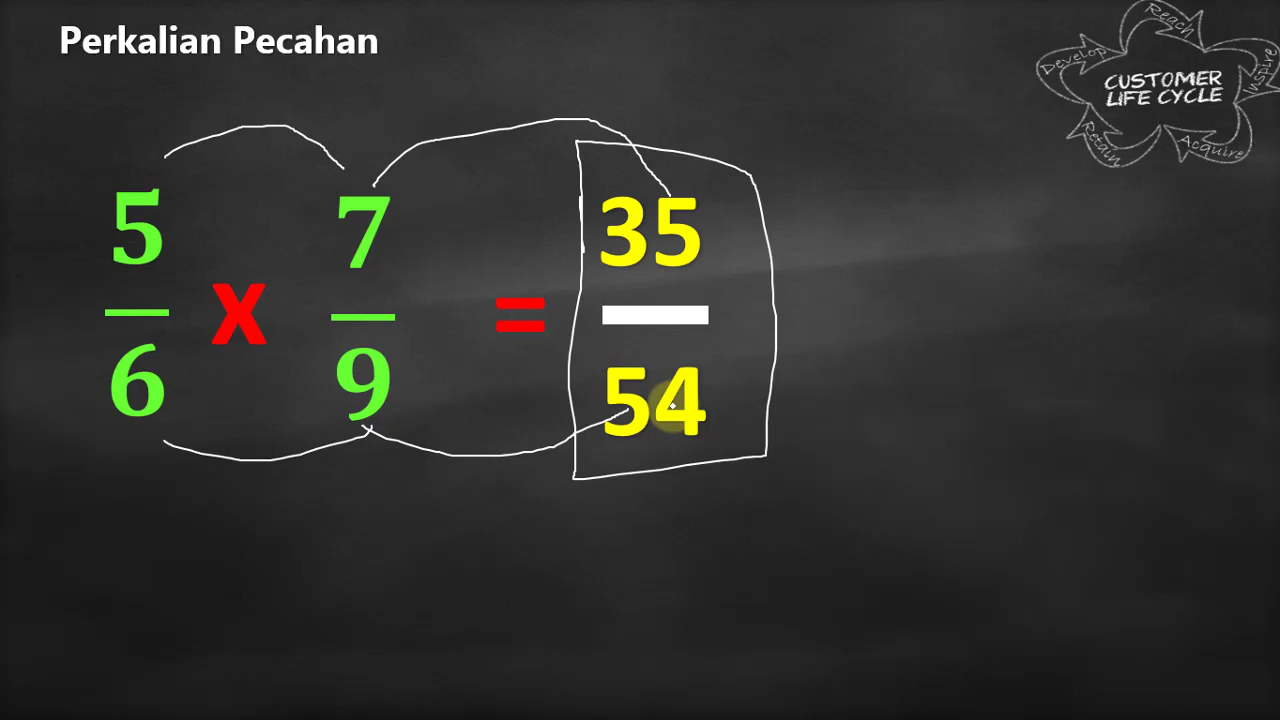 Perkalian Pecahan
Reach
Develop
Inspire
CUSTOMER
LIFE CYCLE
Retain
Acquire
5 7 35
x =
6 9 54